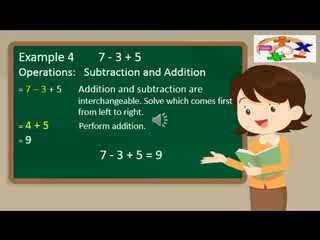 Example 4 7 - 3 + 5
Operations: Subtraction and Addition
= 7 – 3 + 5 Addition and subtraction are
interchangeable. Solve which comes first
from left to right.
= 4 + 5 Perform addition.
= 9
7 - 3 + 5 = 9